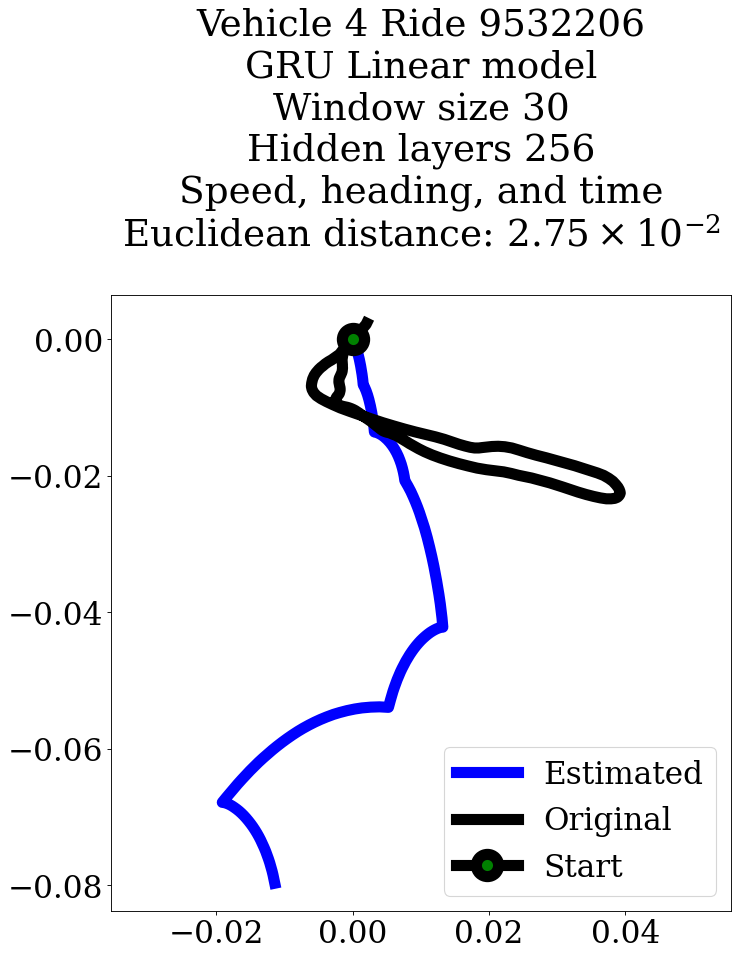 Vehicle 4 Ride 9532206
GRU Linear model
Window size 30
Hidden layers 256
Speed, heading, and time
Euclidean distance: 2.75 × 10⁻²
0.00
−0.02
−0.04
−0.06
−0.08
Estimated
Original
Start
−0.02 0.00 0.02 0.04